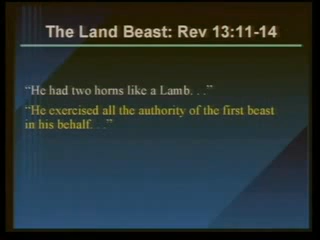 The Land Beast: Rev 13:11-14
“He had two horns like a Lamb. . .”
“He exercised all the authority of the first beast
in his behalf. . .”